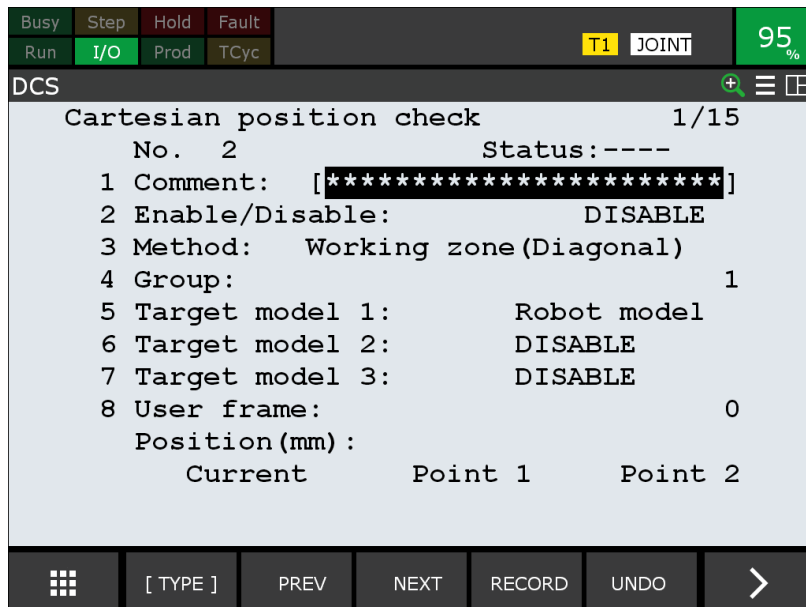 Busy Step Hold Fault
Run I/O Prod TCyc T1 JOINT 95%
DCS
Cartesian position check 1/15
No. 2 Status:----
1 Comment: [***********************]
2 Enable/Disable: DISABLE
3 Method: Working zone(Diagonal)
4 Group: 1
5 Target model 1: Robot model
6 Target model 2: DISABLE
7 Target model 3: DISABLE
8 User frame: 0
Position(mm):
Current Point 1 Point 2
[ TYPE ] PREV NEXT RECORD UNDO >